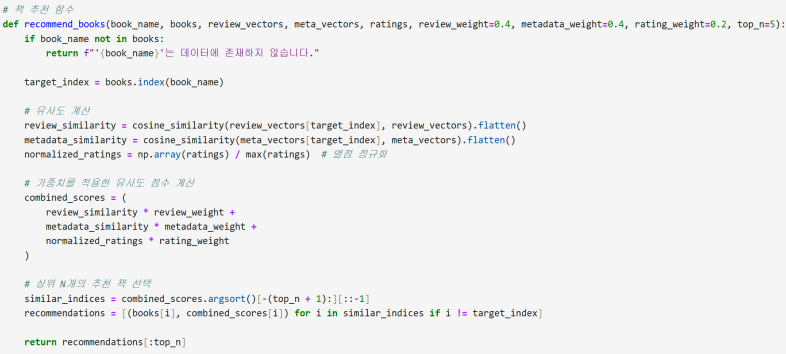 # 책 추천 함수
def recommend_books(book_name, books, review_vectors, meta_vectors, ratings, review_weight=0.4, metadata_weight=0.4, rating_weight=0.2, top_n=5):
    if book_name not in books:
        return f"'{book_name}'는 데이터에 존재하지 않습니다."

    target_index = books.index(book_name)

    # 유사도 계산
    review_similarity = cosine_similarity(review_vectors[target_index], review_vectors).flatten()
    metadata_similarity = cosine_similarity(meta_vectors[target_index], meta_vectors).flatten()
    normalized_ratings = np.array(ratings) / max(ratings)  # 평점 정규화

    # 가중치를 적용한 유사도 점수 계산
    combined_scores = (
        review_similarity * review_weight +
        metadata_similarity * metadata_weight +
        normalized_ratings * rating_weight
    )

    # 상위 N개의 추천 책 선택
    similar_indices = combined_scores.argsort()[-(top_n + 1):][::-1]
    recommendations = [(books[i], combined_scores[i]) for i in similar_indices if i != target_index]

    return recommendations[:top_n]